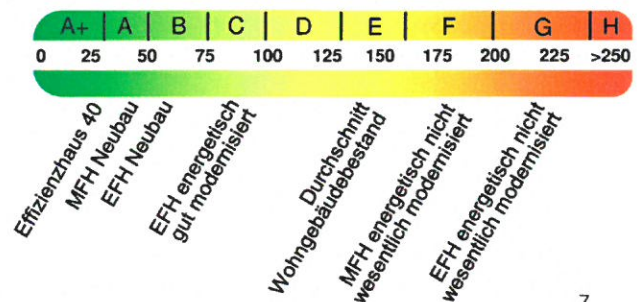 A+ A B C D E F G H
0 25 50 75 100 125 150 175 200 225 >250
Effizienzhaus 40
MFH Neubau
EFH Neubau
EFH energetisch
gut modernisiert
Durchschnitt
Wohngebäudebestand
MFH energetisch nicht
wesentlich modernisiert
EFH energetisch nicht
wesentlich modernisiert
7